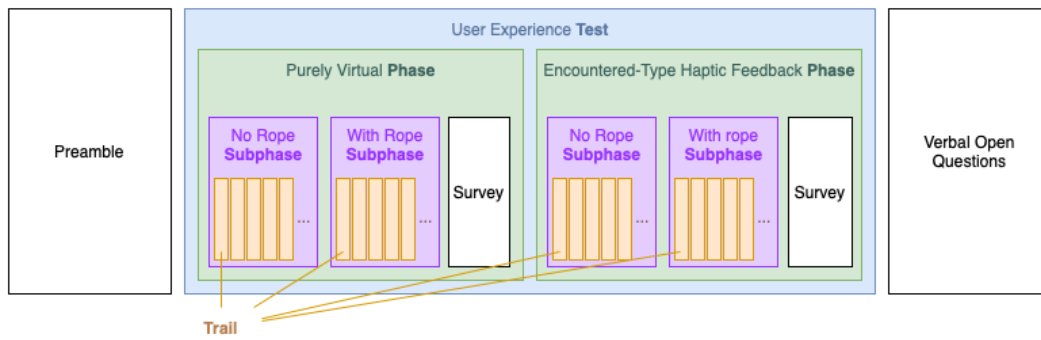 Preamble
User Experience Test
Purely Virtual Phase
No Rope
Subphase
...
With Rope
Subphase
...
Survey
Encountered-Type Haptic Feedback Phase
No Rope
Subphase
...
With rope
Subphase
...
Survey
Verbal Open
Questions
Trail